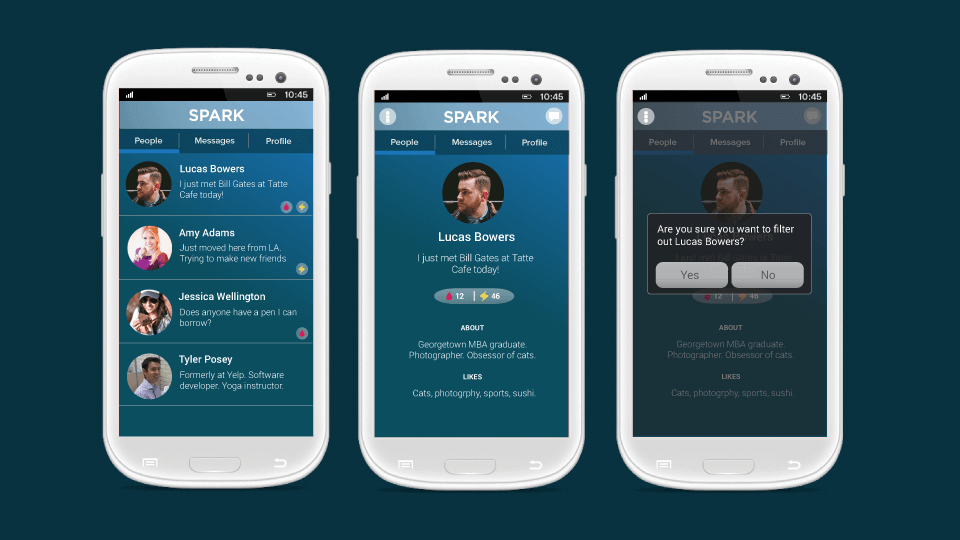 10:45
SPARK
People Messages Profile
Lucas Bowers
I just met Bill Gates at Tatte
Cafe today!
Amy Adams
Just moved here from LA.
Trying to make new friends
Jessica Wellington
Does anyone have a pen I can
borrow?
Tyler Posey
Formerly at Yelp. Software
developer. Yoga instructor.
10:45
SPARK
People Messages Profile
Lucas Bowers
I just met Bill Gates at Tatte
Cafe today!
12 46
ABOUT
Georgetown MBA graduate.
Photographer. Obsessor of cats.
LIKES
Cats, photogrphy, sports, sushi.
10:45
SPARK
People Messages Profile
Are you sure you want to filter
out Lucas Bowers?
Yes No
12 46
ABOUT
Georgetown MBA graduate.
Photographer. Obsessor of cats.
LIKES
Cats, photogrphy, sports, sushi.